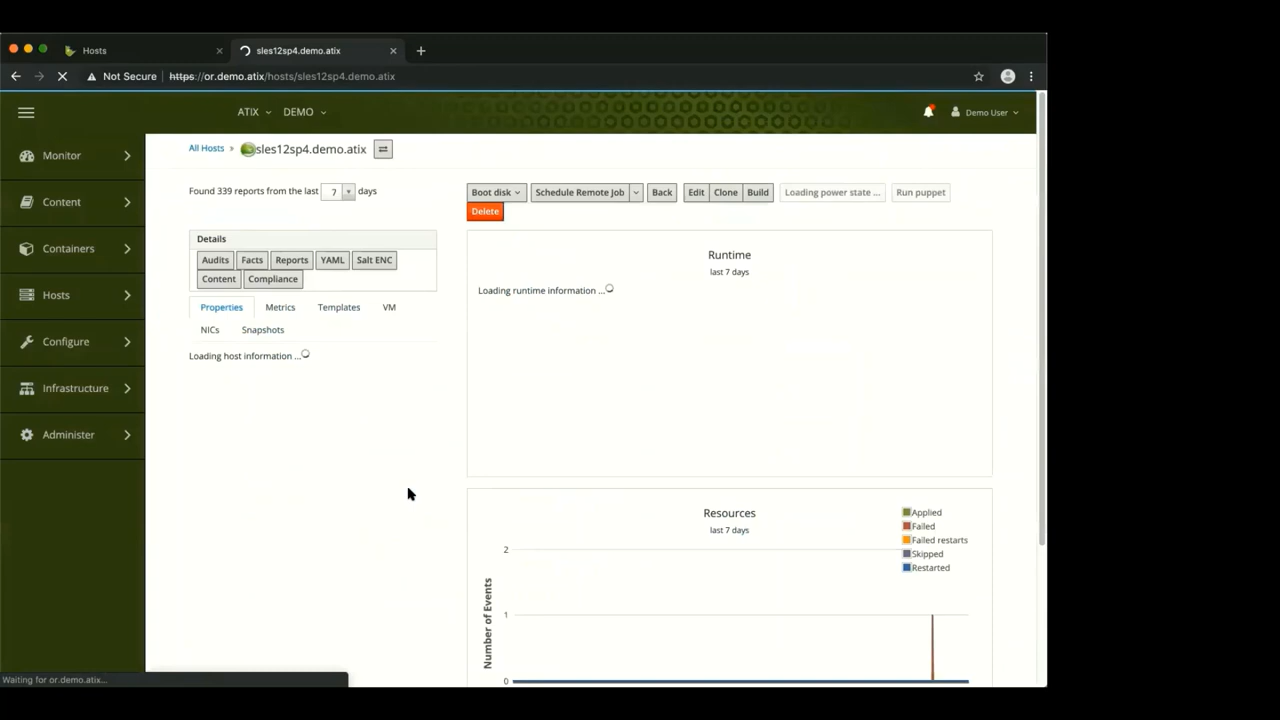 Hosts
sles12sp4.demo.atix
Not Secure https://or.demo.atix/hosts/sles12sp4.demo.atix
ATIX DEMO Demo User
Monitor
Content
Containers
Hosts
Configure
Infrastructure
Administer
All Hosts » sles12sp4.demo.atix
Found 339 reports from the last 7 days
Boot disk Schedule Remote Job Back Edit Clone Build Loading power state ... Run puppet
Delete
Details
Audits Facts Reports YAML Salt ENC
Content Compliance
Properties Metrics Templates VM
NICs Snapshots
Loading host information ...
Runtime
last 7 days
Loading runtime information ...
Resources
last 7 days
Applied
Failed
Failed restarts
Skipped
Restarted
Number of Events
2
1
0
Waiting for or.demo.atix...